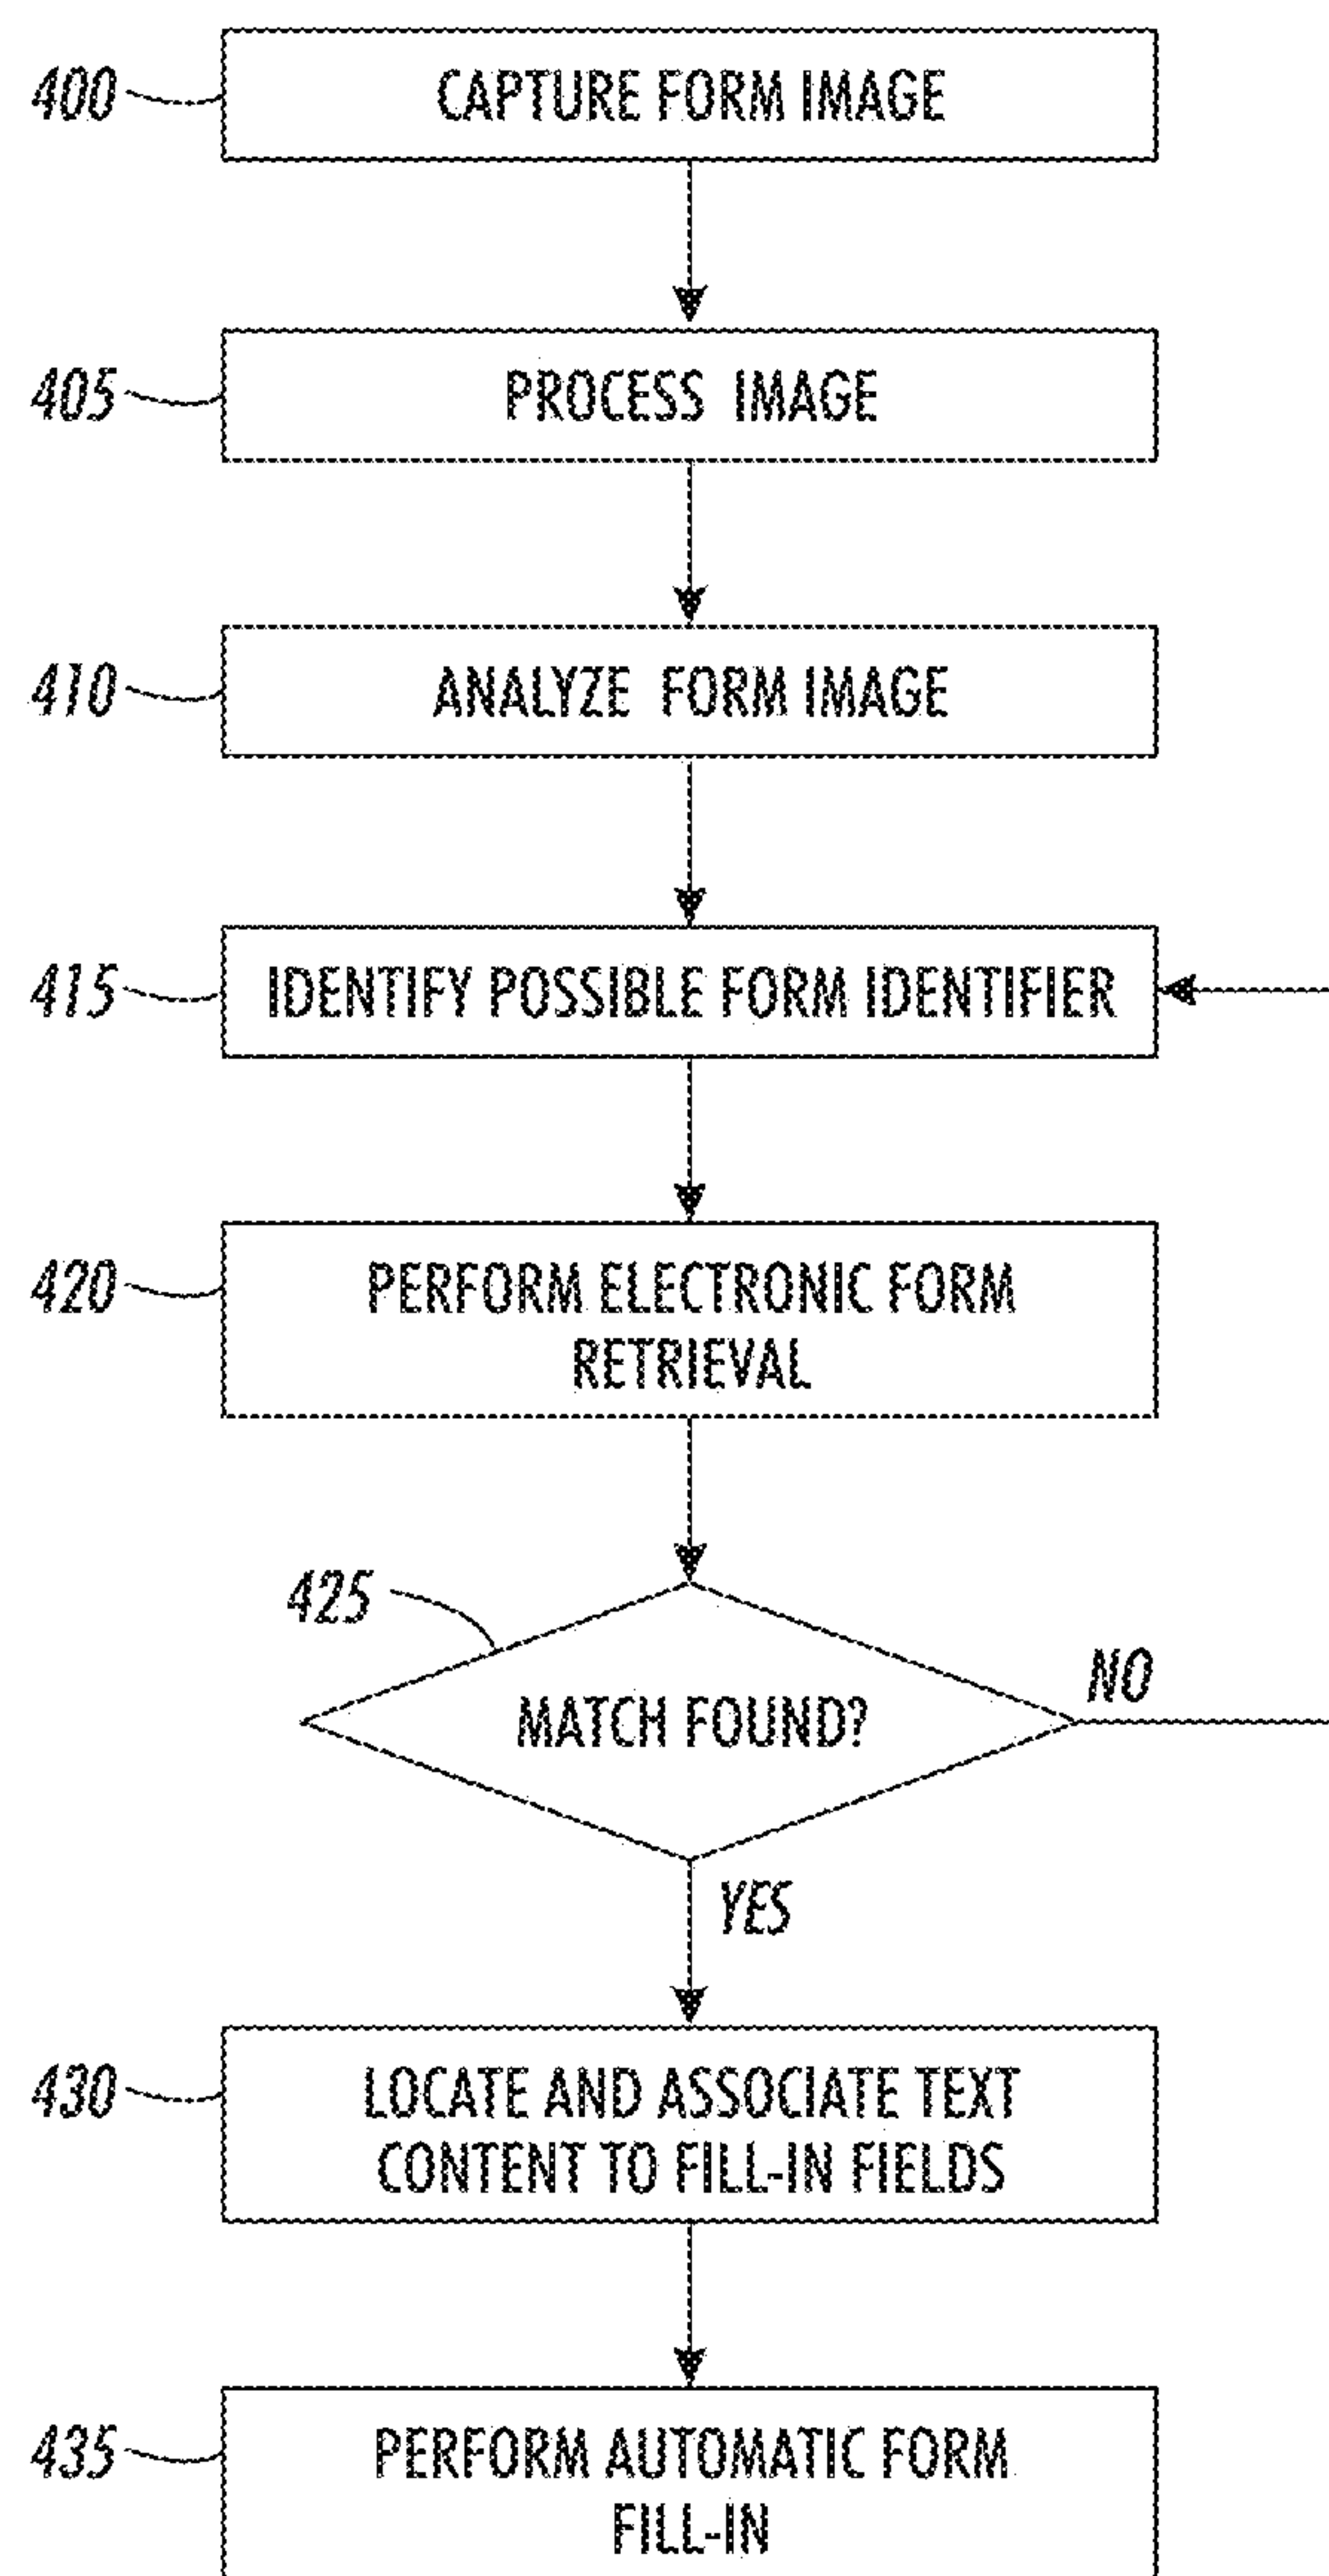 400 CAPTURE FORM IMAGE
405 PROCESS IMAGE
410 ANALYZE FORM IMAGE
415 IDENTIFY POSSIBLE FORM IDENTIFIER
420 PERFORM ELECTRONIC FORM
RETRIEVAL
425
NO
MATCH FOUND?
YES
430 LOCATE AND ASSOCIATE TEXT
CONTENT TO FILL-IN FIELDS
435 PERFORM AUTOMATIC FORM
FILL-IN